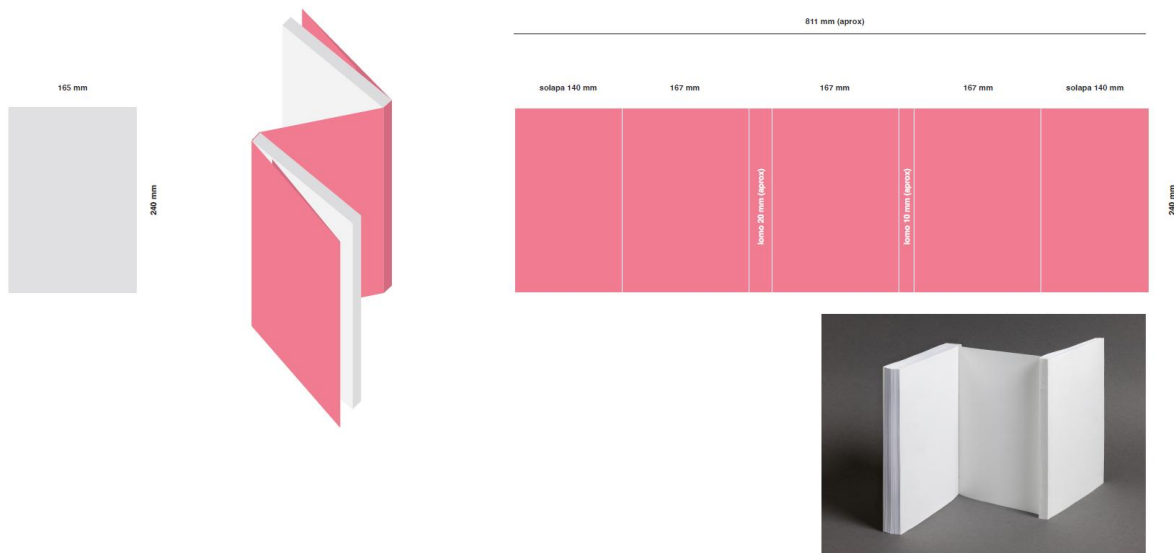 811 mm (aprox)
165 mm
solapa 140 mm
167 mm
167 mm
167 mm
solapa 140 mm
240 mm
lomo 20 mm (aprox)
lomo 10 mm (aprox)
240 mm